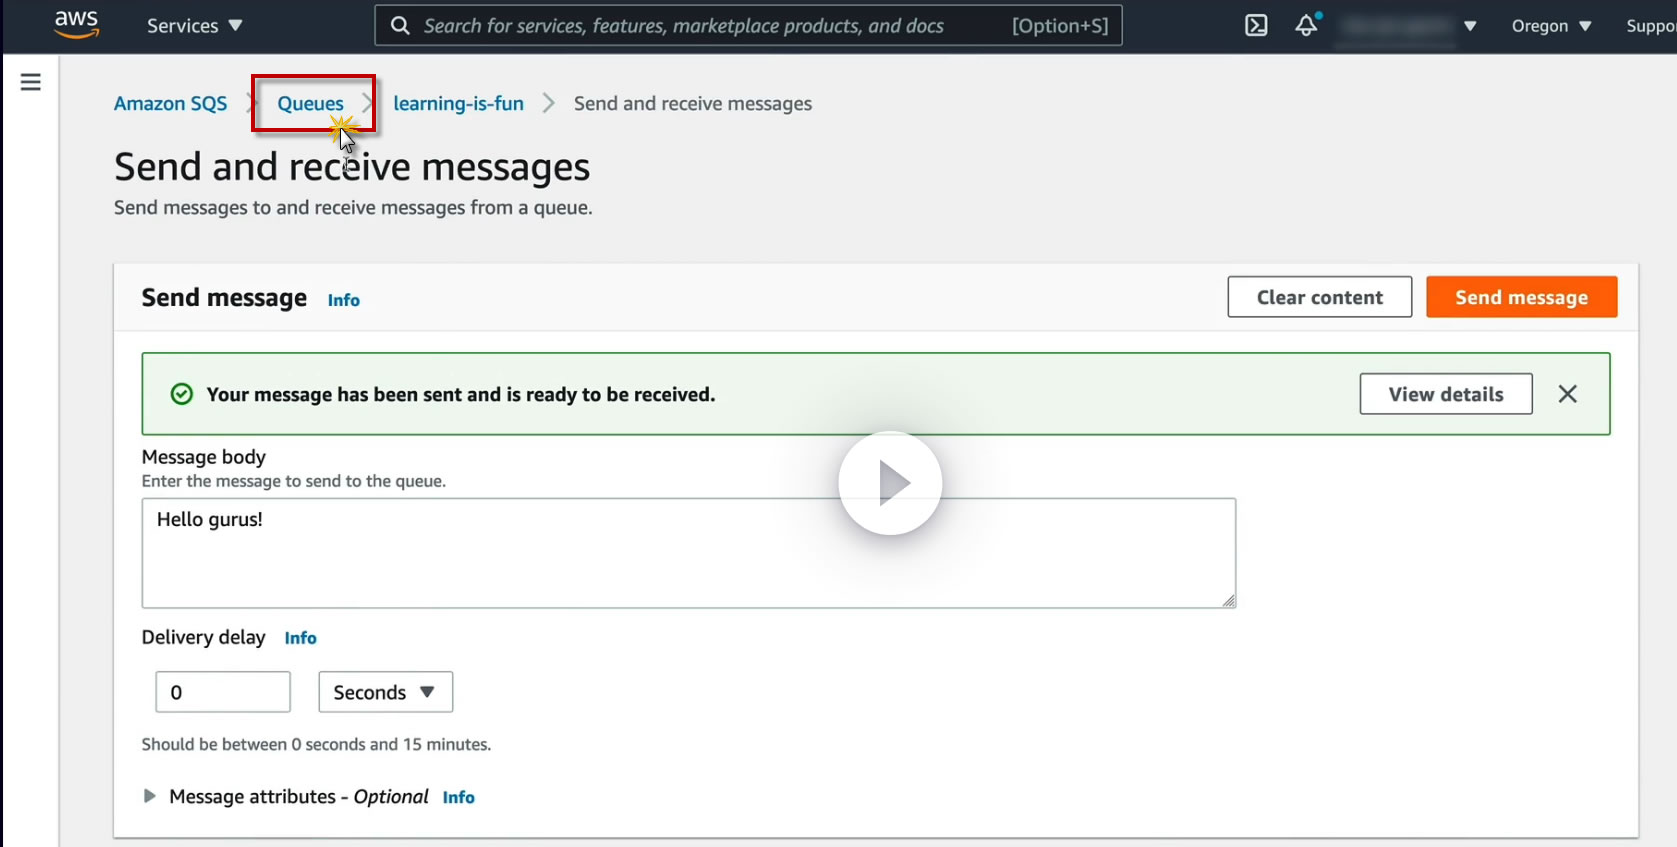 aws Services Search for services, features, marketplace products, and docs [Option+S] Oregon Suppo
Amazon SQS Queues learning-is-fun Send and receive messages
Send and receive messages
Send messages to and receive messages from a queue.
Send message Info Clear content Send message
Your message has been sent and is ready to be received. View details
Message body
Enter the message to send to the queue.
Hello gurus!
Delivery delay Info
0 Seconds
Should be between 0 seconds and 15 minutes.
Message attributes - Optional Info